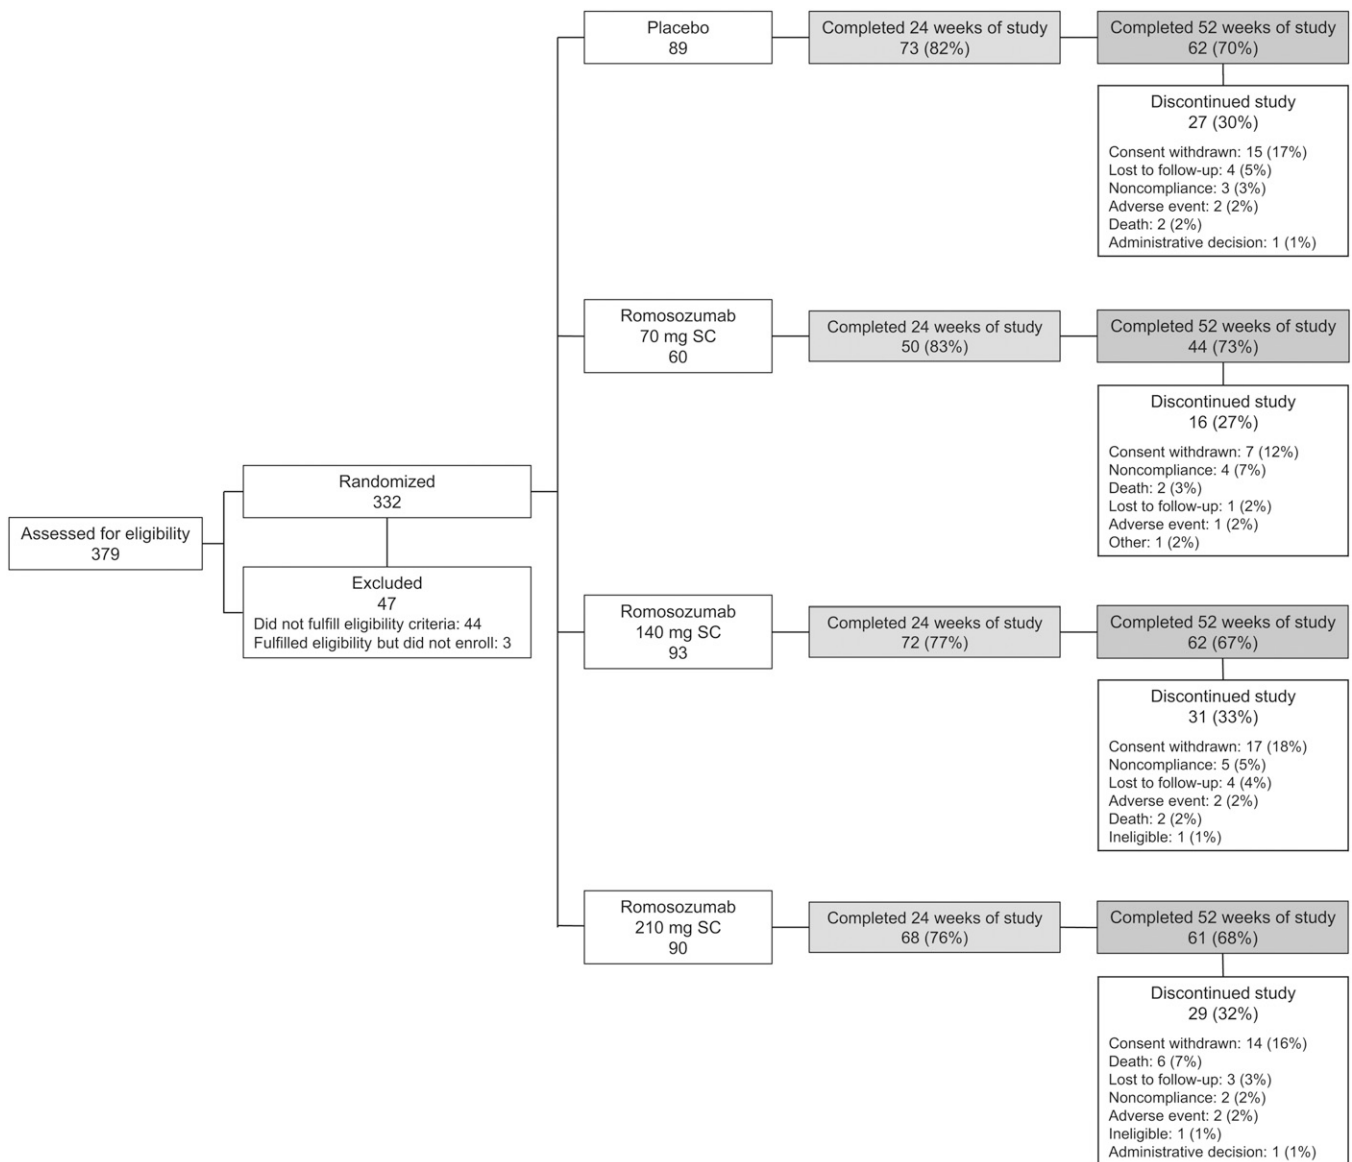 Assessed for eligibility
379
Randomized
332
Excluded
47
Did not fulfill eligibility criteria: 44
Fulfilled eligibility but did not enroll: 3
Placebo
89
Completed 24 weeks of study
73 (82%)
Completed 52 weeks of study
62 (70%)
Discontinued study
27 (30%)
Consent withdrawn: 15 (17%)
Lost to follow-up: 4 (5%)
Noncompliance: 3 (3%)
Adverse event: 2 (2%)
Death: 2 (2%)
Administrative decision: 1 (1%)
Romosozumab
70 mg SC
60
Completed 24 weeks of study
50 (83%)
Completed 52 weeks of study
44 (73%)
Discontinued study
16 (27%)
Consent withdrawn: 7 (12%)
Noncompliance: 4 (7%)
Death: 2 (3%)
Lost to follow-up: 1 (2%)
Adverse event: 1 (2%)
Other: 1 (2%)
Romosozumab
140 mg SC
93
Completed 24 weeks of study
72 (77%)
Completed 52 weeks of study
62 (67%)
Discontinued study
31 (33%)
Consent withdrawn: 17 (18%)
Noncompliance: 5 (5%)
Lost to follow-up: 4 (4%)
Adverse event: 2 (2%)
Death: 2 (2%)
Ineligible: 1 (1%)
Romosozumab
210 mg SC
90
Completed 24 weeks of study
68 (76%)
Completed 52 weeks of study
61 (68%)
Discontinued study
29 (32%)
Consent withdrawn: 14 (16%)
Death: 6 (7%)
Lost to follow-up: 3 (3%)
Noncompliance: 2 (2%)
Adverse event: 2 (2%)
Ineligible: 1 (1%)
Administrative decision: 1 (1%)